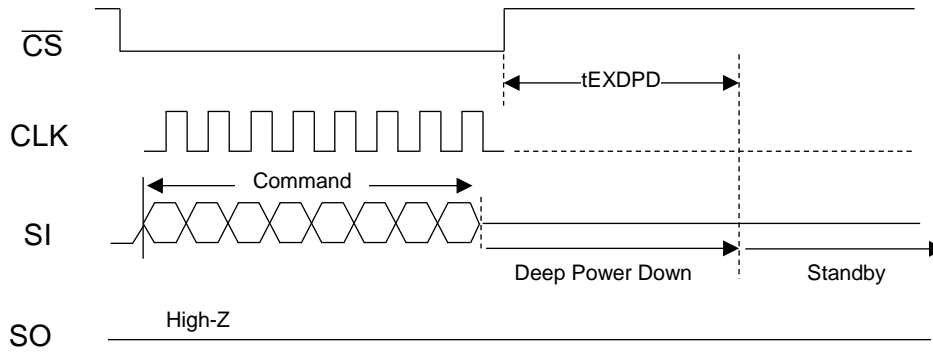 CS
tEXDPD
CLK
Command
SI
Deep Power Down
Standby
High-Z
SO